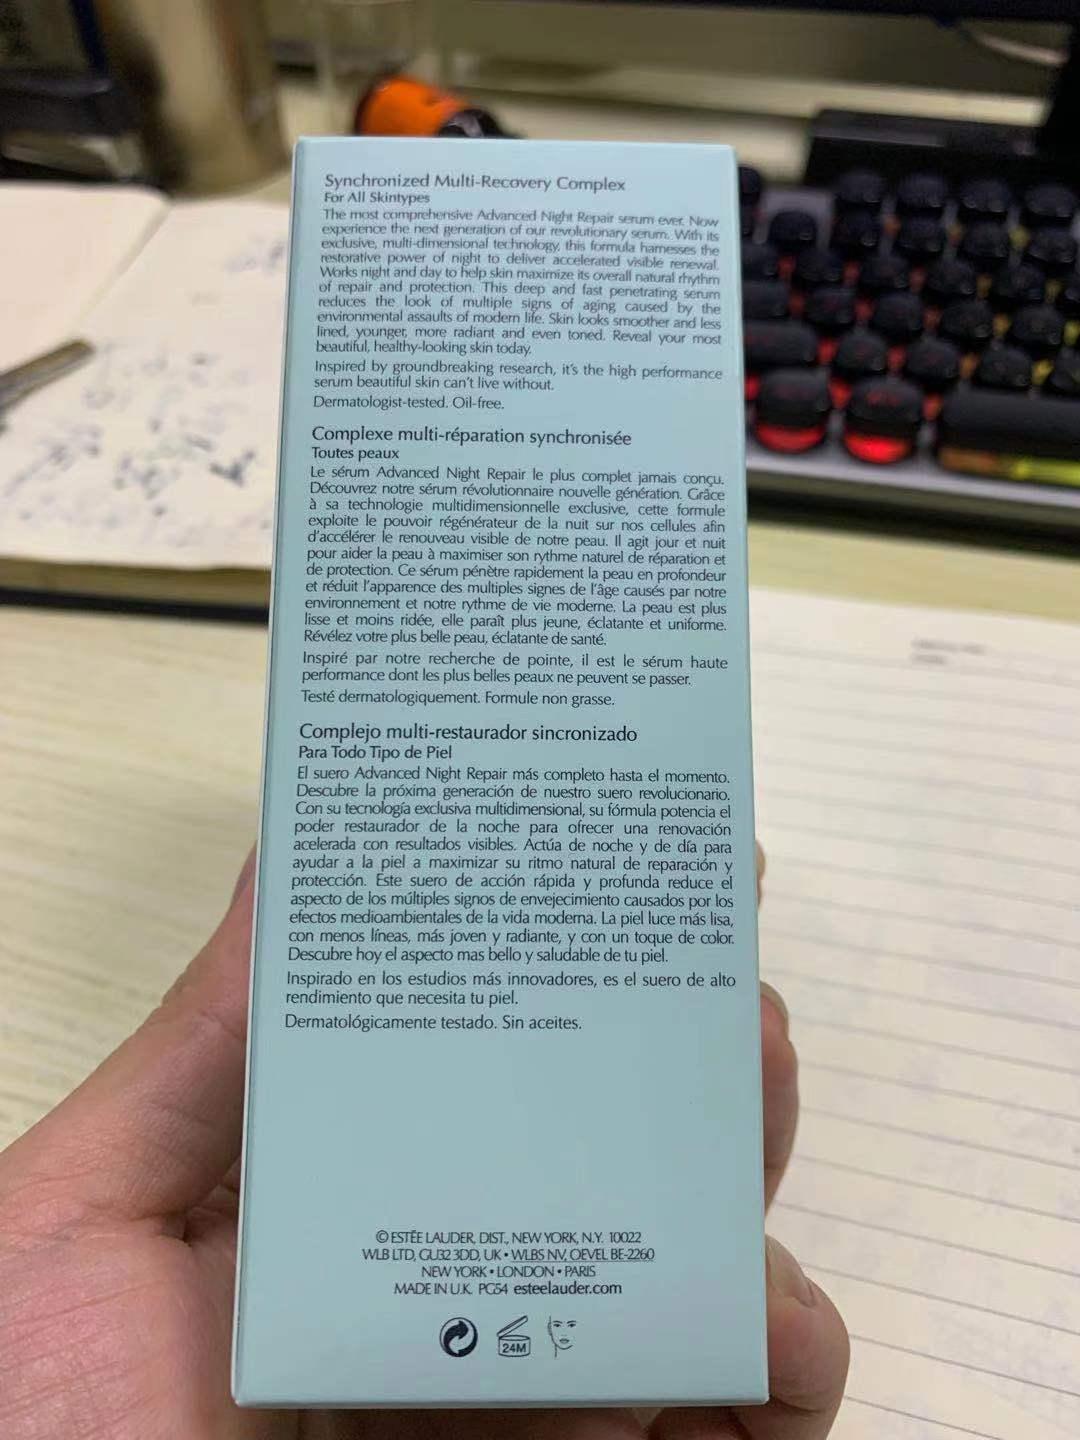 Synchronized Multi-Recovery Complex
For All Skintypes
The most comprehensive Advanced Night Repair serum ever. Now
experience the next generation of our revolutionary serum. With its
exclusive, multi-dimensional technology, this formula harnesses the
restorative power of night to deliver accelerated visible renewal.
Works night and day to help skin maximize its overall natural rhythm
of repair and protection. This deep and fast penetrating serum
reduces the look of multiple signs of aging caused by the
environmental assaults of modern life. Skin looks smoother and less
lined, younger, more radiant and even toned. Reveal your most
beautiful, healthy-looking skin today.
Inspired by groundbreaking research, it's the high performance
serum beautiful skin can't live without.
Dermatologist-tested. Oil-free.
Complexe multi-réparation synchronisée
Toutes peaux
Le sérum Advanced Night Repair le plus complet jamais conçu.
Découvrez notre sérum révolutionnaire nouvelle génération. Grâce
à sa technologie multidimensionnelle exclusive, cette formule
exploite le pouvoir régénérateur de la nuit sur nos cellules afin
d'accélérer le renouveau visible de notre peau. Il agit jour et nuit
pour aider la peau à maximiser son rythme naturel de réparation et
de protection. Ce sérum pénètre rapidement la peau en profondeur
et réduit l'apparence des multiples signes de l'âge causés par notre
environnement et notre rythme de vie moderne. La peau est plus
lisse et moins ridée, elle paraît plus jeune, éclatante et uniforme.
Révélez votre plus belle peau, éclatante de santé.
Inspiré par notre recherche de pointe, il est le sérum haute
performance dont les plus belles peaux ne peuvent se passer.
Testé dermatologiquement. Formule non grasse.
Complejo multi-restaurador sincronizado
Para Todo Tipo de Piel
El suero Advanced Night Repair más completo hasta el momento.
Descubre la próxima generación de nuestro suero revolucionario.
Con su tecnología exclusiva multidimensional, su fórmula potencia el
poder restaurador de la noche para ofrecer una renovación
acelerada con resultados visibles. Actúa de noche y de día para
ayudar a la piel a maximizar su ritmo natural de reparación y
protección. Este suero de acción rápida y profunda reduce el
aspecto de los múltiples signos de envejecimiento causados por los
efectos medioambientales de la vida moderna. La piel luce más lisa,
con menos líneas, más joven y radiante, y con un toque de color.
Descubre hoy el aspecto mas bello y saludable de tu piel.
Inspirado en los estudios más innovadores, es el suero de alto
rendimiento que necesita tu piel.
Dermatológicamente testado. Sin aceites.
© ESTĒE LAUDER, DIST., NEW YORK, N.Y. 10022
WLB LTD, GU32 3DD, UK • WLBS NV, OEVEL BE-2260
NEW YORK • LONDON • PARIS
MADE IN U.K. PG54 esteelauder.com
24M